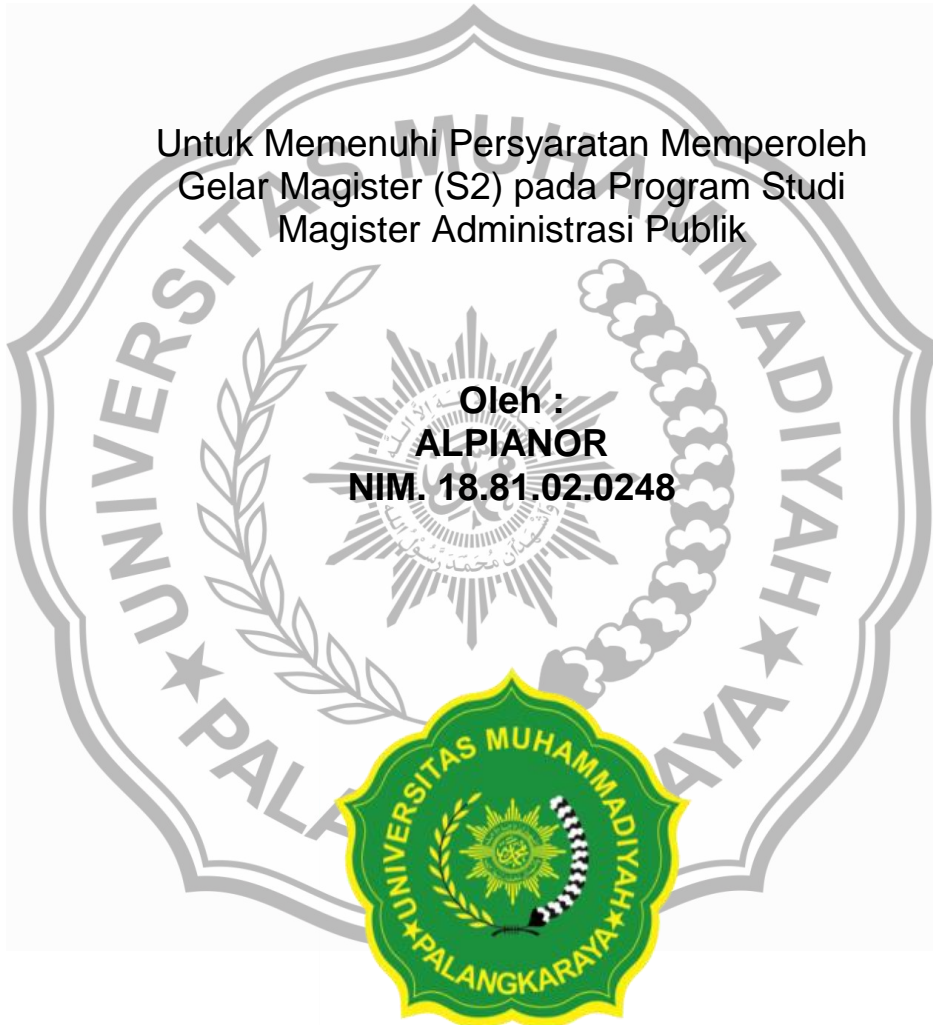 Untuk Memenuhi Persyaratan Memperoleh
Gelar Magister (S2) pada Program Studi
Magister Administrasi Publik
Oleh :
ALPIANOR
NIM. 18.81.02.0248
UNIVERSITAS MUHAMMADIYAH
PALANGKARAYA